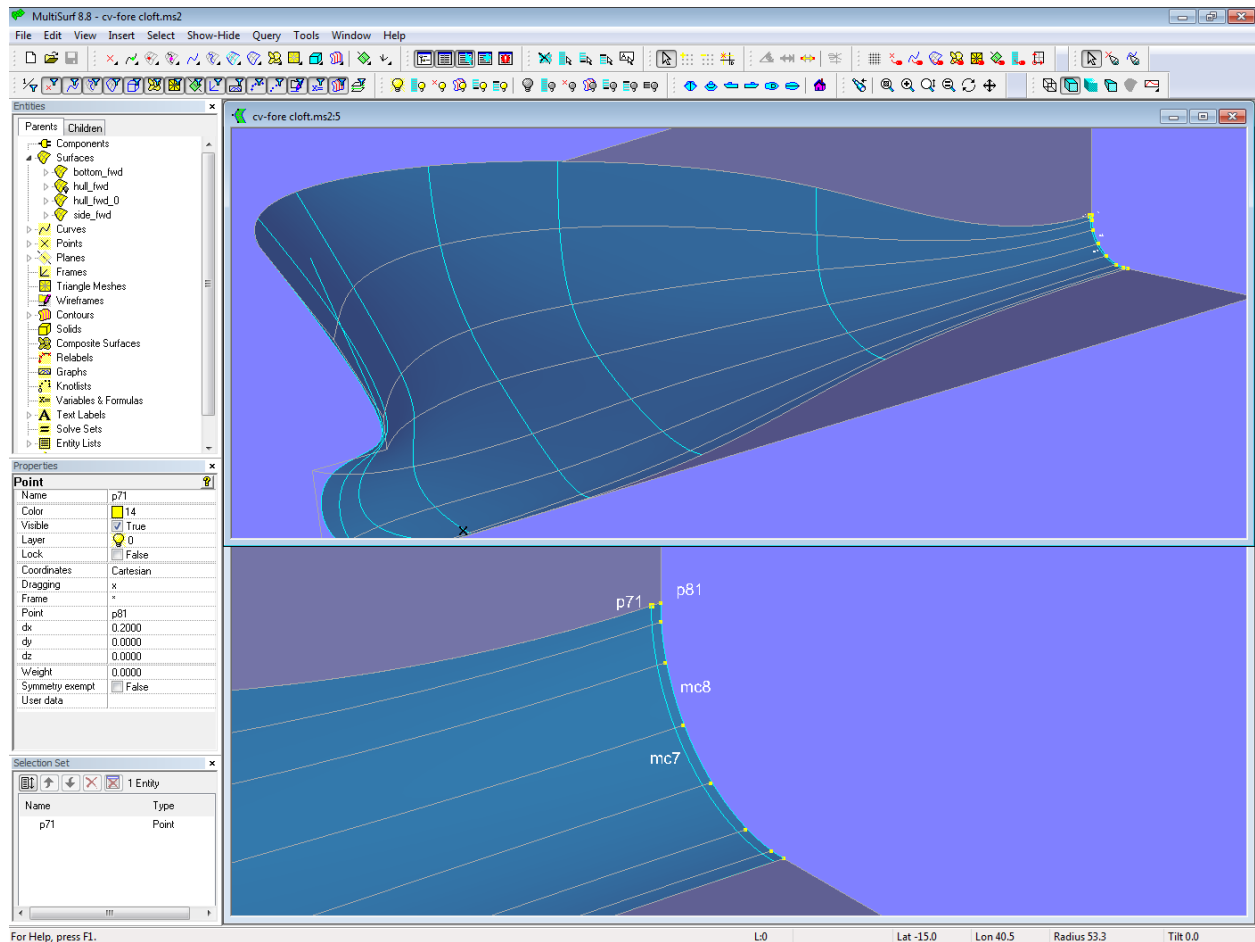 MultiSurf 8.8 - cv-fore cloft.ms2
File Edit View Insert Select Show-Hide Query Tools Window Help
Entities
Parents Children
Components
Surfaces
bottom_fwd
hull_fwd
hull_fwd_0
side_fwd
Curves
Points
Planes
Frames
Triangle Meshes
Wireframes
Contours
Solids
Composite Surfaces
Relabels
Graphs
Knotlists
Variables & Formulas
Text Labels
Solve Sets
Entity Lists
Properties
Point
Name p71
Color 14
Visible True
Layer 0
Lock False
Coordinates Cartesian
Dragging x
Frame *
Point p81
dx 0.2000
dy 0.0000
dz 0.0000
Weight 0.0000
Symmetry exempt False
User data
Selection Set
1 Entity
Name Type
p71 Point
cv-fore cloft.ms2:5
p71 p81
mc8
mc7
For Help, press F1. L:0 Lat -15.0 Lon 40.5 Radius 53.3 Tilt 0.0